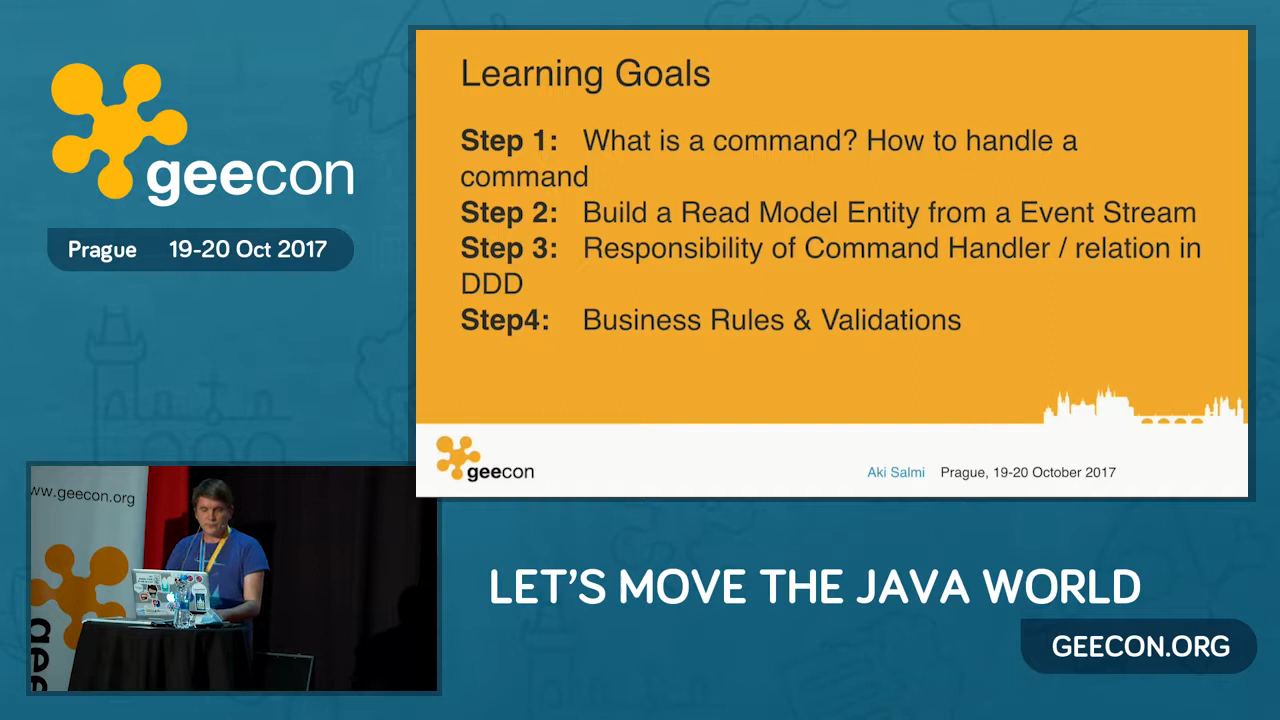 geecon
Prague 19-20 Oct 2017
Learning Goals
Step 1: What is a command? How to handle a
command
Step 2: Build a Read Model Entity from a Event Stream
Step 3: Responsibility of Command Handler / relation in
DDD
Step4: Business Rules & Validations
geecon
Aki Salmi Prague, 19-20 October 2017
ww.geecon.org
gee
LET'S MOVE THE JAVA WORLD
GEECON.ORG